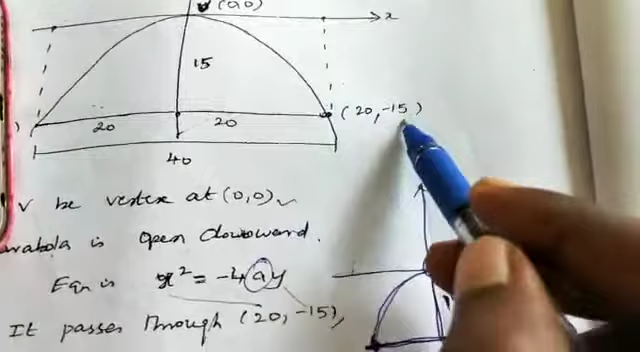 (0,0)
x
15
(20, -15)
20 20
40
V be vertex at (0,0)
is open downward.
Eqn is x² = -4ay
It passes through (20, -15),